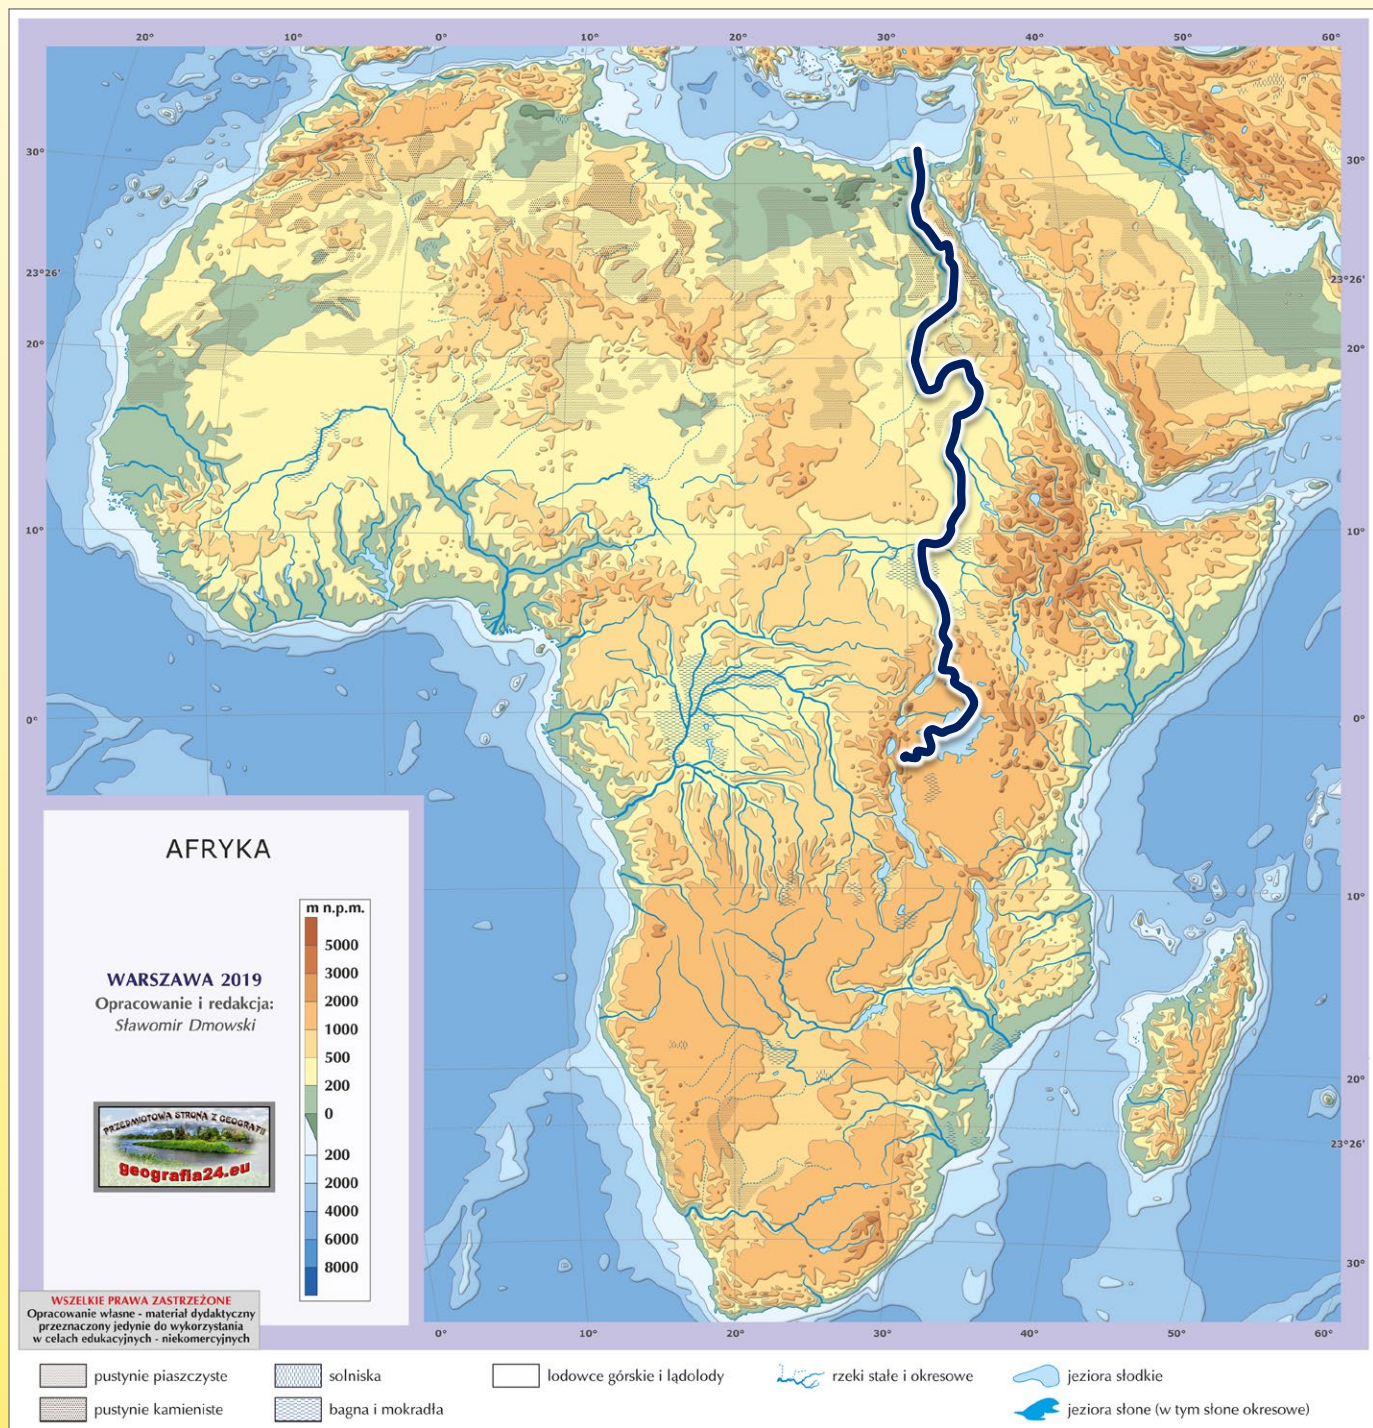 20° 10° 0° 10° 20° 30° 40° 50° 60°
30° 30°
23°26' 23°26'
20° 20°
10° 10°
0° 0°
AFRYKA
m n.p.m.
5000
3000
2000
1000
500
200
0
200
2000
4000
6000
8000
WARSZAWA 2019
Opracowanie i redakcja:
Sławomir Dmowski
PRZEDMIOTOWA STRONA Z GEOGRAFII
geografia24.eu
10°
20°
23°26'
30°
WSZELKIE PRAWA ZASTRZEŻONE
Opracowanie własne - materiał dydaktyczny
przeznaczony jedynie do wykorzystania
w celach edukacyjnych - niekomercyjnych
0° 10° 20° 30° 40° 50° 60°
pustynie piaszczyste solniska lodowce górskie i lądolody rzeki stałe i okresowe jeziora słodkie
pustynie kamieniste bagna i mokradła jeziora słone (w tym słone okresowe)